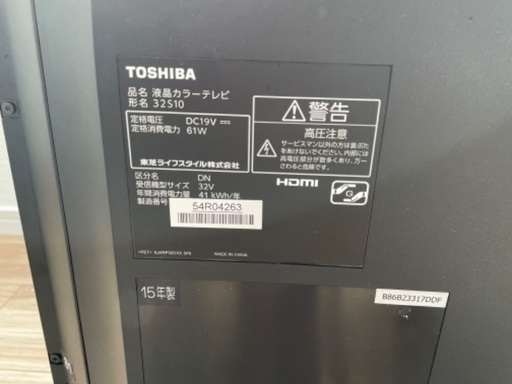 TOSHIBA
品名 液晶カラーテレビ
形名 32S10
定格電圧 DC19V
定格消費電力 61W
東芝ライフスタイル株式会社
区分名 DN
受信機型サイズ 32V
年間消費電力量 41 kWh/年
製造番号
54R04263
警告
高圧注意
サービスマン以外の方は裏ぶた
をあけないでください。内部には
高電圧部分が数多くあり、万一
さわると危険です。
HDMI
G
MADE IN CHINA
15年製
B86B23317DDF